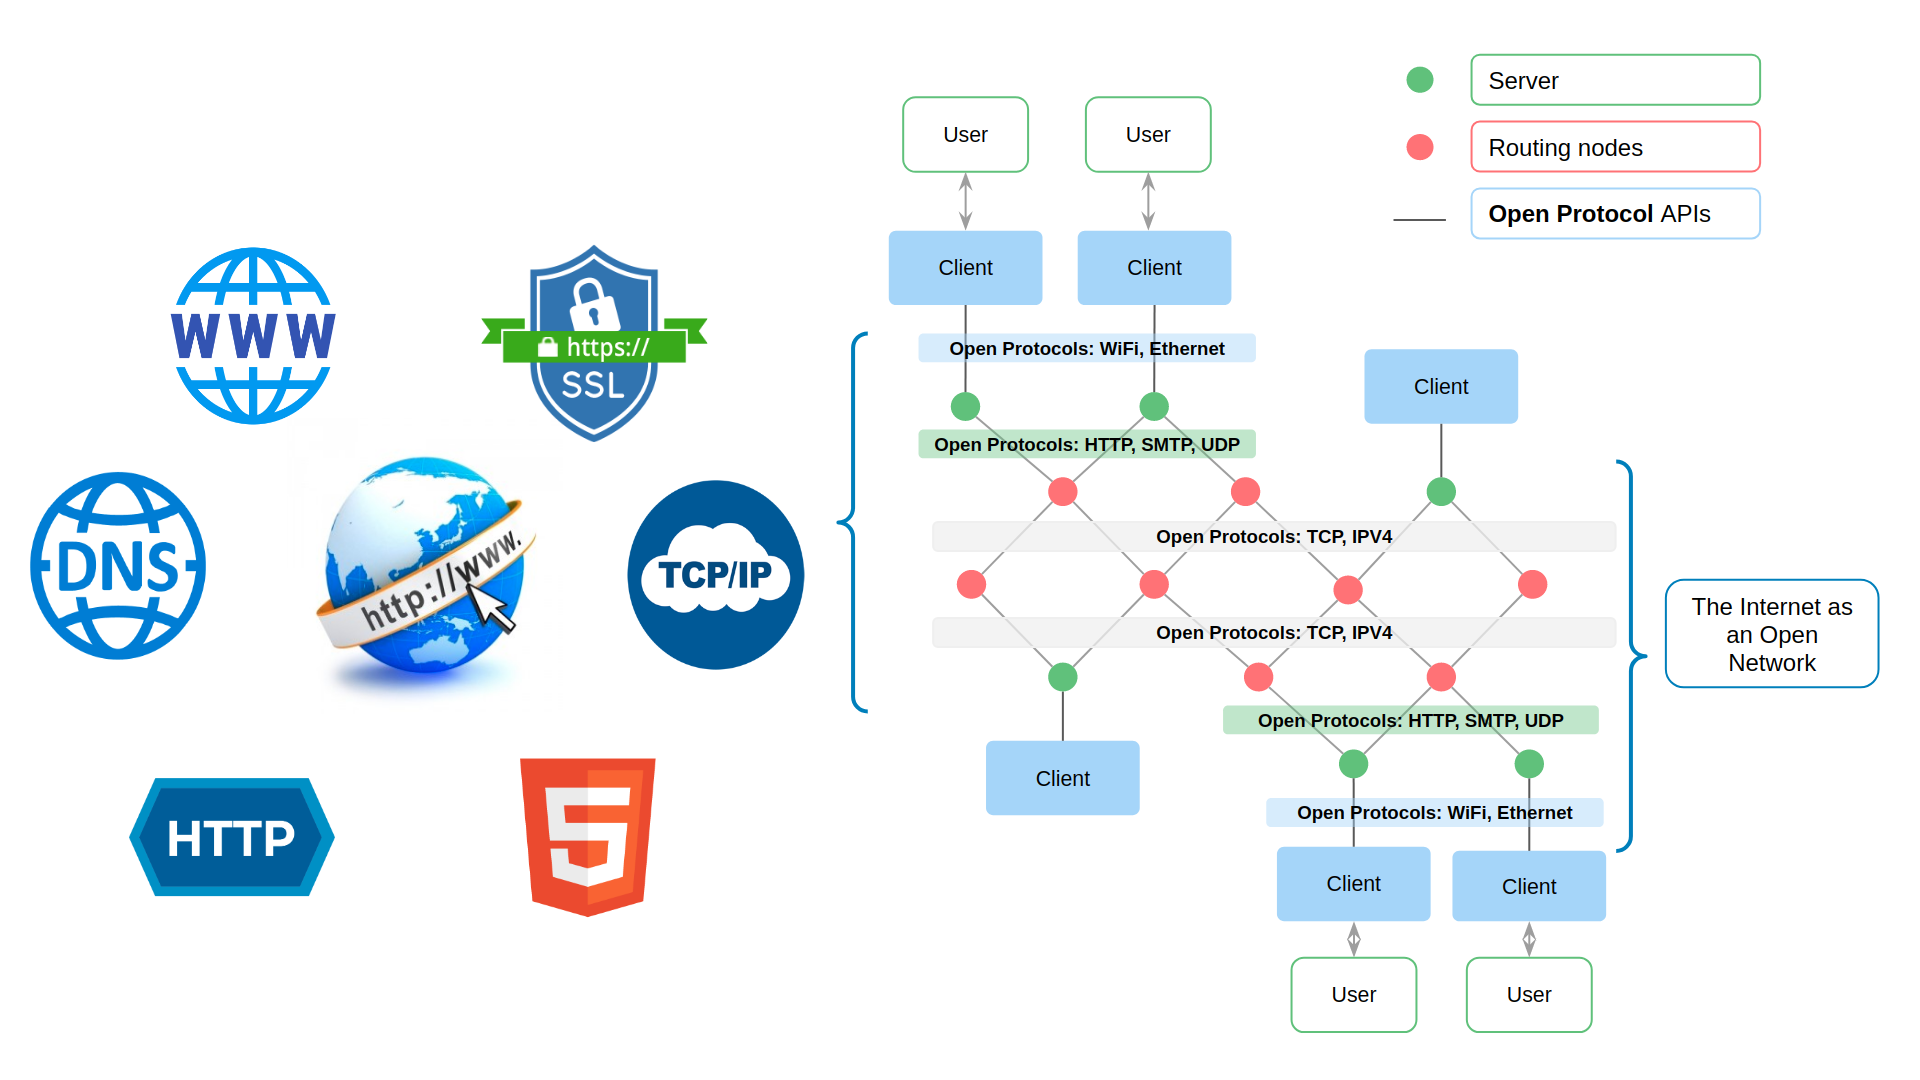 WWW
https://
SSL
DNS
http://www.
TCP/IP
HTTP
5
User
User
Client
Client
Open Protocols: WiFi, Ethernet
Open Protocols: HTTP, SMTP, UDP
Client
Open Protocols: TCP, IPV4
Open Protocols: TCP, IPV4
Client
Open Protocols: HTTP, SMTP, UDP
Open Protocols: WiFi, Ethernet
Client
Client
User
User
Server
Routing nodes
Open Protocol APIs
The Internet as
an Open
Network